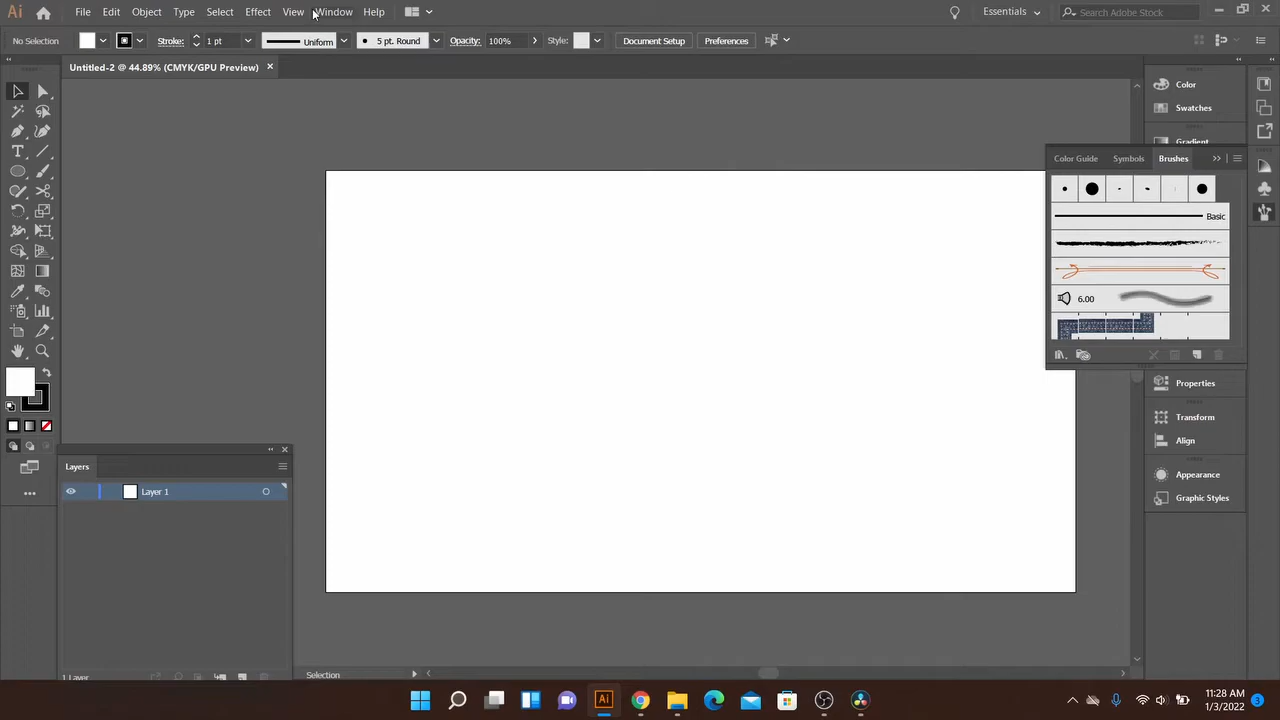 Ai File Edit Object Type Select Effect View Window Help Essentials Search Adobe Stock
No Selection Stroke: 1 pt Uniform 5 pt. Round Opacity: 100% Style: Document Setup Preferences
Untitled-2 @ 44.89% (CMYK/GPU Preview)
Color
Swatches
Gradient
Color Guide Symbols Brushes
Basic
6.00
Properties
Transform
Align
Appearance
Graphic Styles
Layers
Layer 1
1 Layer
Selection
Ai
11:28 AM
1/3/2022
3